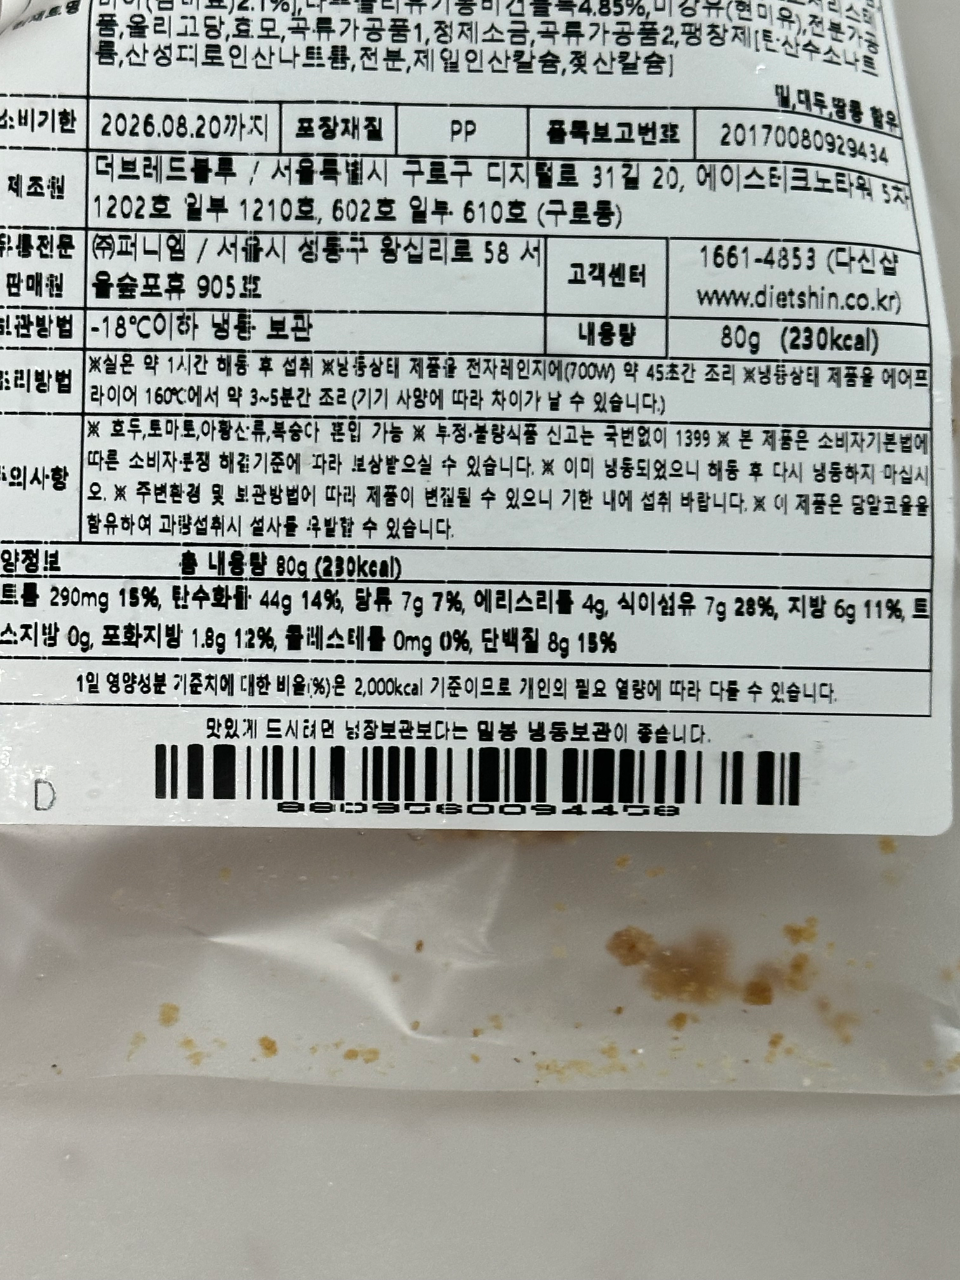 품,올리고당,효모,곡류가공품1,정제소금,곡류가공품2,팽창제[탄산수소나트
륨,산성피로인산나트륨,전분,제일인산칼슘,젖산칼슘]
밀,대두,땅콩 함유
소비기한 2026.08.20까지 포장재질 PP 품목보고번호 20170080929434
제조원 더브레드블루 / 서울특별시 구로구 디지털로 31길 20, 에이스테크노타워 5차
1202호 일부 1210호, 602호 일부 610호 (구로동)
유통전문 ㈜퍼니엠 / 서울시 성동구 왕십리로 58 서
판매원 울숲포휴 905호
고객센터 1661-4853 (다신샵
www.dietshin.co.kr)
보관방법 -18℃이하 냉동 보관 내용량 80g (230kcal)
조리방법 ※실온 약 1시간 해동 후 섭취 ※냉동상태 제품을 전자레인지에(700W) 약 45초간 조리 ※냉동상태 제품을 에어프
라이어 160℃에서 약 3~5분간 조리 (기기 사양에 따라 차이가 날 수 있습니다.)
주의사항 ※ 호두,토마토,아황산류,복숭아 혼입 가능 ※ 부정·불량식품 신고는 국번없이 1399 ※ 본 제품은 소비자기본법에
따른 소비자분쟁 해결기준에 따라 보상받으실 수 있습니다. ※ 이미 냉동되었으니 해동 후 다시 냉동하지 마십시
오. ※ 주변환경 및 보관방법에 따라 제품이 변질될 수 있으니 기한 내에 섭취 바랍니다. ※ 이 제품은 당알코올을
함유하여 과량섭취시 설사를 유발할 수 있습니다.
양정보 총 내용량 80g (230kcal)
트륨 290mg 15%, 탄수화물 44g 14%, 당류 7g 7%, 에리스리톨 4g, 식이섬유 7g 28%, 지방 6g 11%, 트
스지방 0g, 포화지방 1.8g 12%, 콜레스테롤 0mg 0%, 단백질 8g 15%
1일 영양성분 기준치에 대한 비율(%)은 2,000kcal 기준이므로 개인의 필요 열량에 따라 다를 수 있습니다.
맛있게 드시려면 냉장보관보다는 밀봉 냉동보관이 좋습니다.
D
8809560094458